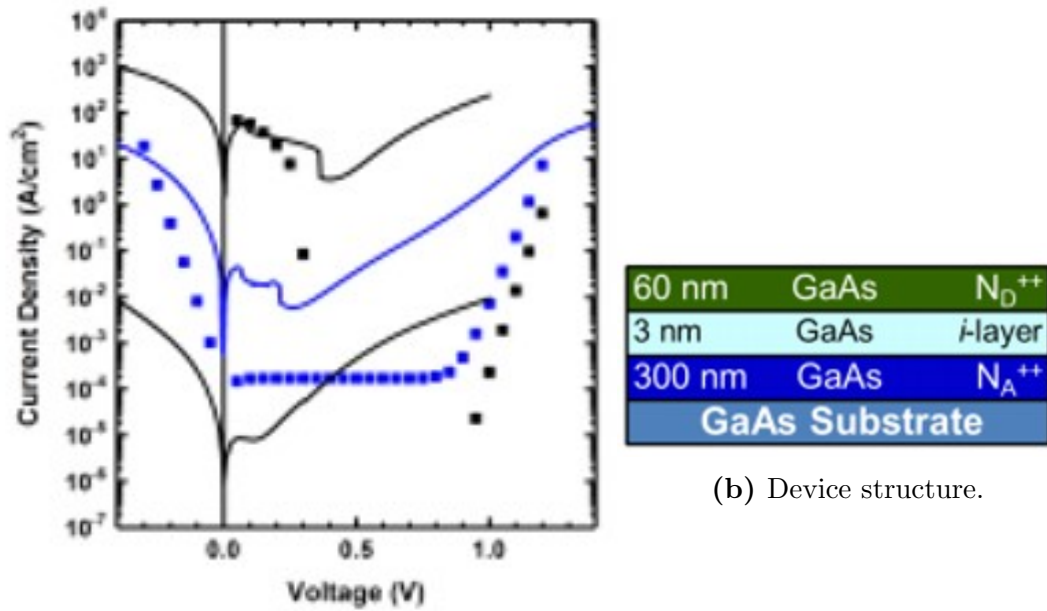 Current Density (A/cm²)
10⁴
10³
10²
10¹
10⁰
10⁻¹
10⁻²
10⁻³
10⁻⁴
10⁻⁵
10⁻⁶
10⁻⁷
0.0 0.5 1.0
Voltage (V)
60 nm GaAs N_D⁺⁺
3 nm GaAs i-layer
300 nm GaAs N_A⁺⁺
GaAs Substrate
(b) Device structure.